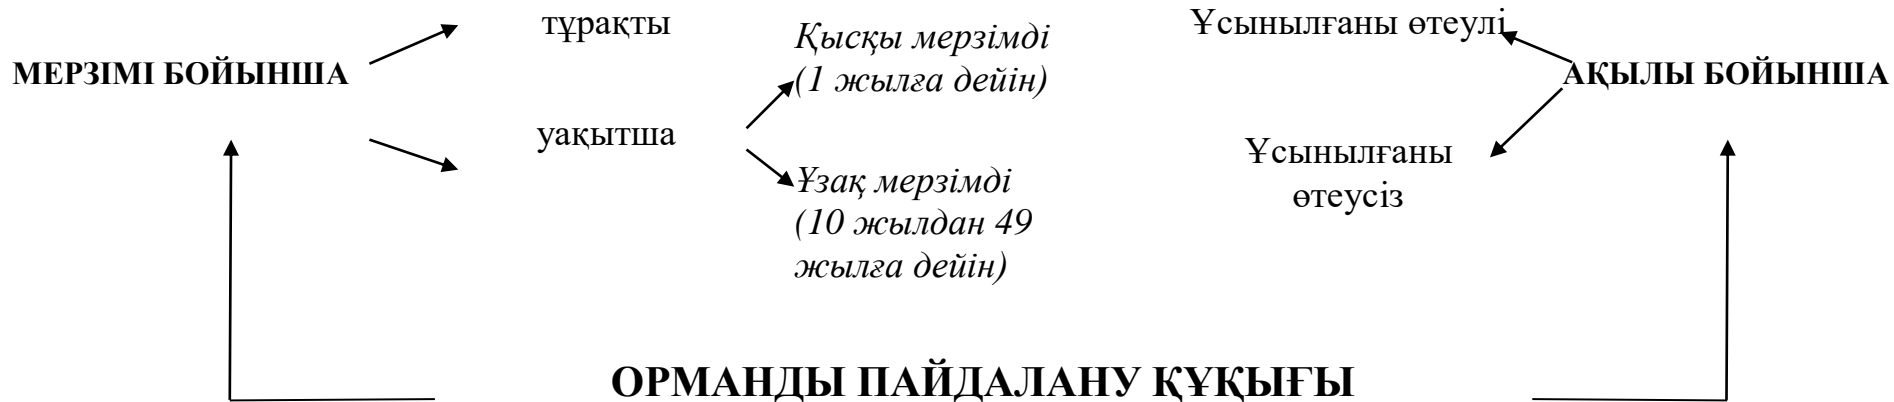 МЕРЗІМІ БОЙЫНША
тұрақты
уақытша
Қысқы мерзімді
(1 жылға дейін)
Ұзақ мерзімді
(10 жылдан 49
жылға дейін)
Ұсынылғаны өтеулі
Ұсынылғаны
өтеусіз
АҚЫЛЫ БОЙЫНША
ОРМАНДЫ ПАЙДАЛАНУ ҚҰҚЫҒЫ